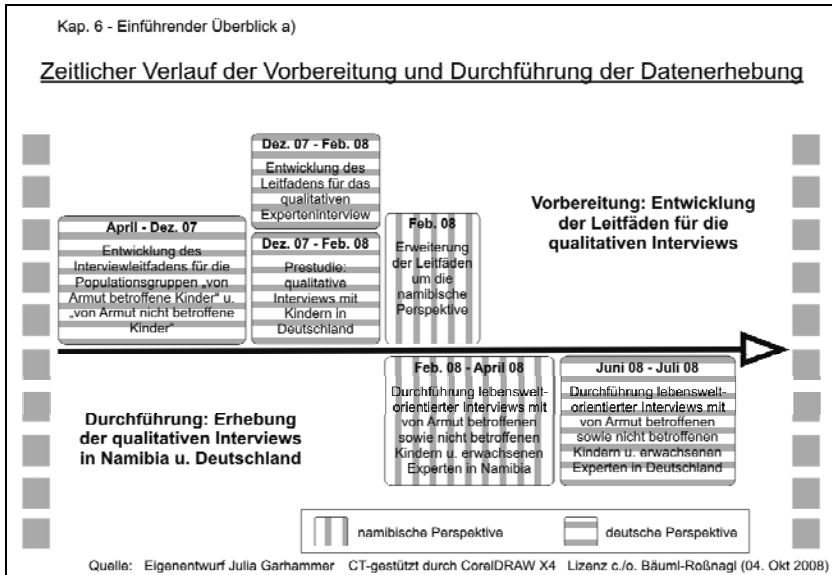 Kap. 6 - Einführender Überblick a)
Zeitlicher Verlauf der Vorbereitung und Durchführung der Datenerhebung
Dez. 07 - Feb. 08
Entwicklung des
Leitfadens für das
qualitativen
Experteninterview
Vorbereitung: Entwicklung
der Leitfäden für die
qualitativen Interviews
April - Dez. 07
Entwicklung des
Interviewleitfadens für die
Populationsgruppen „von
Armut betroffene Kinder“ u.
„von Armut nicht betroffene
Kinder“
Dez. 07 - Feb. 08
Prestudie:
qualitative
Interviews mit
Kindern in
Deutschland
Feb. 08
Erweiterung
der Leitfäden
um die
namibische
Perspektive
Durchführung: Erhebung
der qualitativen Interviews
in Namibia u. Deutschland
Feb. 08 - April 08
Durchführung lebenswelt-
orientierter Interviews mit
von Armut betroffenen
sowie nicht betroffenen
Kindern u. erwachsenen
Experten in Namibia
Juni 08 - Juli 08
Durchführung lebenswelt-
orientierter Interviews mit
von Armut betroffenen
sowie nicht betroffenen
Kindern u. erwachsenen
Experten in Deutschland
namibische Perspektive
deutsche Perspektive
Quelle: Eigenentwurf Julia Garhammer CT-gestützt durch CorelDRAW X4 Lizenz c./o. Bäuml-Roßnagl (04. Okt 2008)